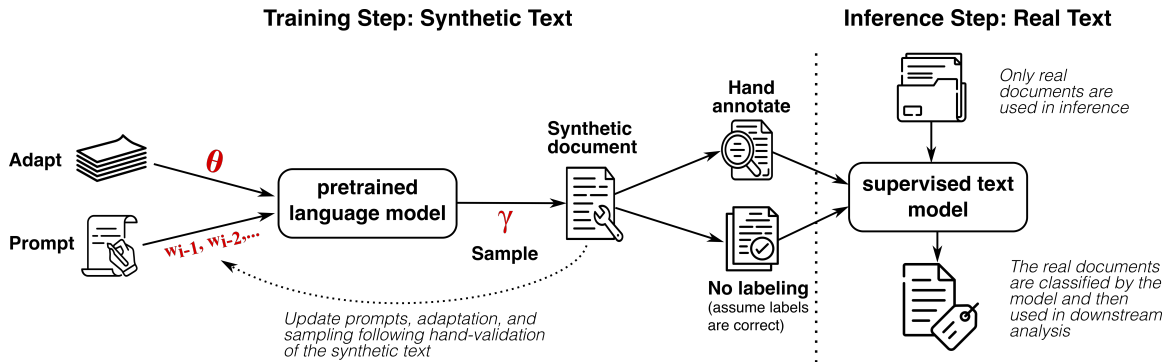 Training Step: Synthetic Text
Inference Step: Real Text
Adapt
θ
Prompt
wi-1, wi-2,...
pretrained
language model
γ
Sample
Synthetic
document
Update prompts, adaptation, and
sampling following hand-validation
of the synthetic text
Hand
annotate
No labeling
(assume labels
are correct)
Only real
documents are
used in inference
supervised text
model
The real documents
are classified by the
model and then
used in downstream
analysis